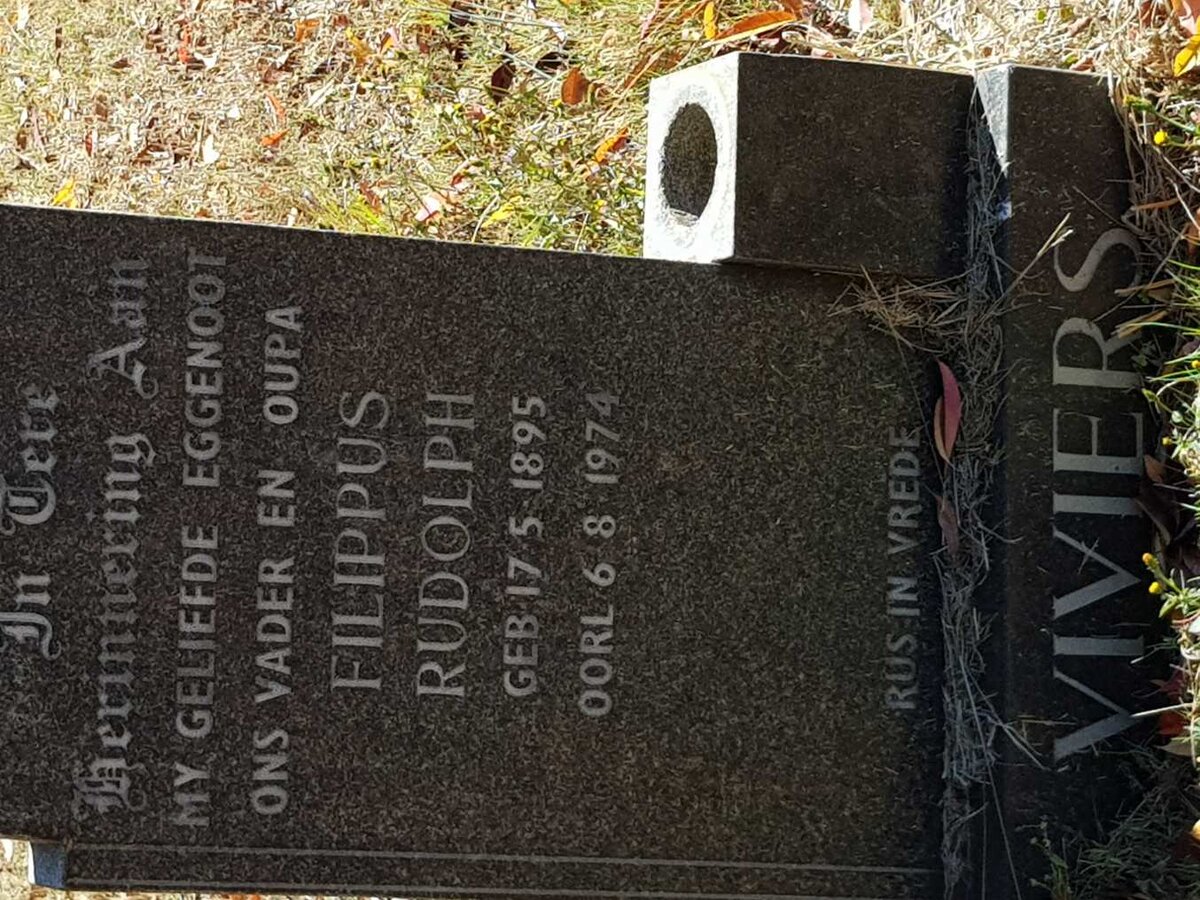 In Tere
Herinnering Aan
MY GELIEFDE EGGENOOT
ONS VADER EN OUPA
FILIPPUS
RUDOLPH
GEB 17·5·1895
OORL 6·8·1974
RUS IN VREDE
VIVIERS